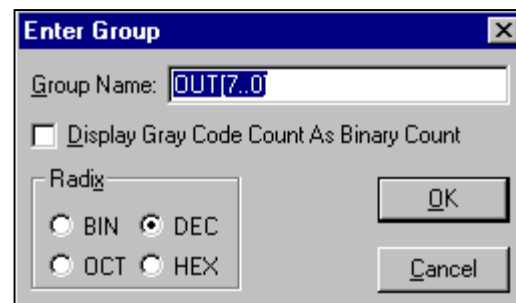 Enter Group
Group Name: OUT[7..0]
Display Gray Code Count As Binary Count
Radix
BIN DEC
OCT HEX
OK
Cancel